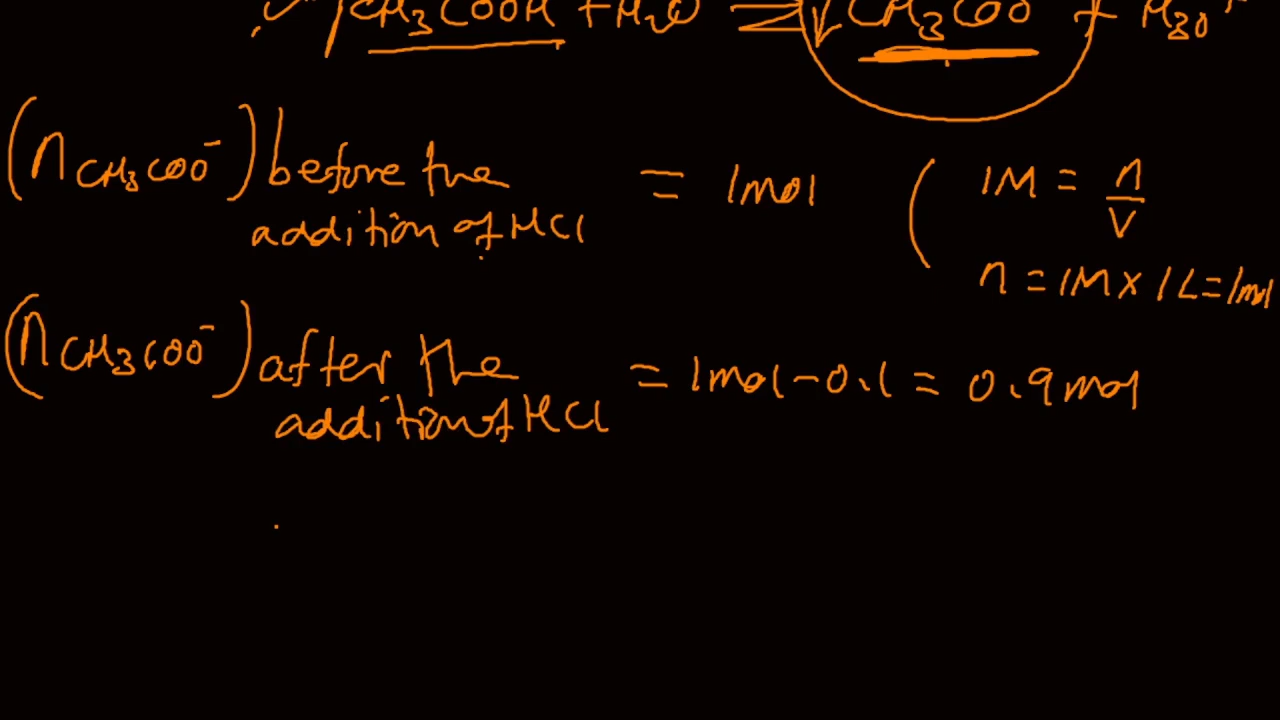 CH3COOH + H2O ⇌ CH3COO + H3O+
(nCH3COO⁻) before the addition of HCl = 1mol
( 1M = n/V
n = 1M × 1L = 1mol
(nCH3COO⁻) after the addition of HCl = 1mol - 0.1 = 0.9mol